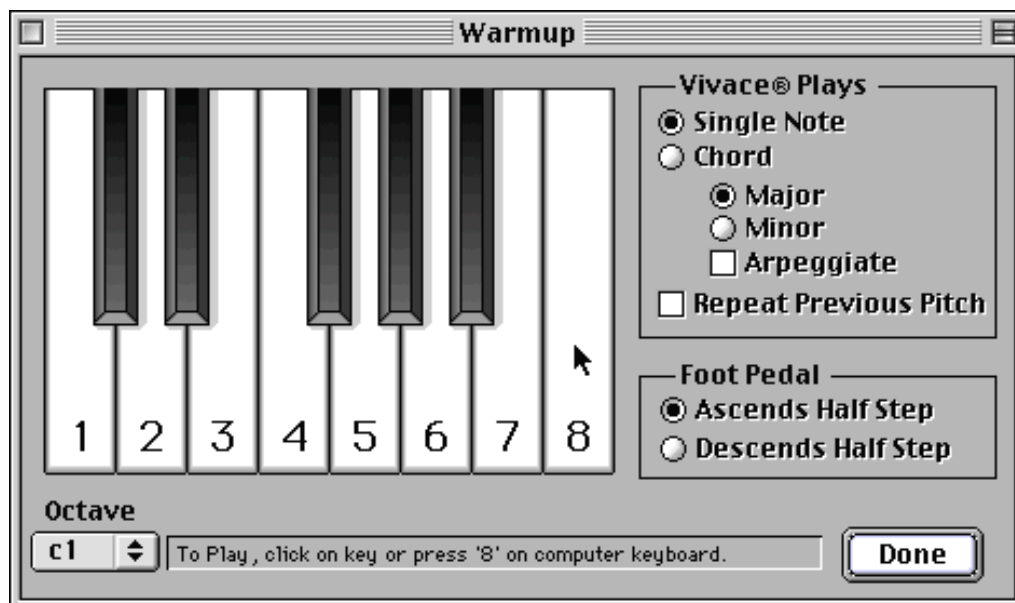 Warmup
Vivace® Plays
Single Note
Chord
Major
Minor
Arpeggiate
Repeat Previous Pitch
1 2 3 4 5 6 7 8
Foot Pedal
Ascends Half Step
Descends Half Step
Octave
c1
To Play, click on key or press '8' on computer keyboard.
Done